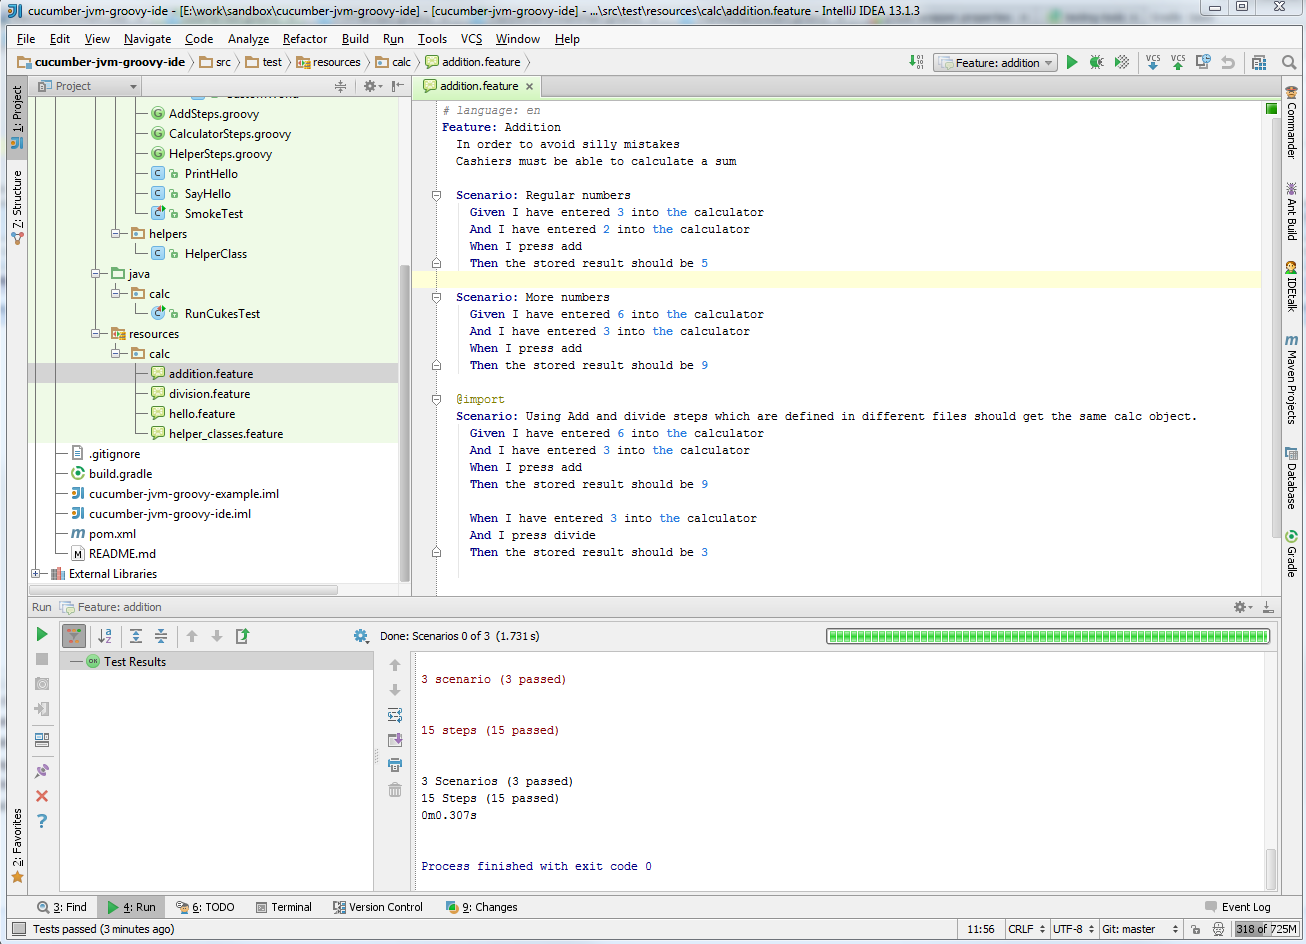 cucumber-jvm-groovy-ide - [E:\work\sandbox\cucumber-jvm-groovy-ide] - [cucumber-jvm-groovy-ide] - ...\src\test\resources\calc\addition.feature - IntelliJ IDEA 13.1.3
File Edit View Navigate Code Analyze Refactor Build Run Tools VCS Window Help
cucumber-jvm-groovy-ide src test resources calc addition.feature Feature: addition VCS VCS
Project
addition.feature
1: Project
Z: Structure
2: Favorites
AddSteps.groovy
CalculatorSteps.groovy
HelperSteps.groovy
PrintHello
SayHello
SmokeTest
helpers
HelperClass
java
calc
RunCukesTest
resources
calc
addition.feature
division.feature
hello.feature
helper_classes.feature
.gitignore
build.gradle
cucumber-jvm-groovy-example.iml
cucumber-jvm-groovy-ide.iml
pom.xml
README.md
External Libraries
# language: en
Feature: Addition
In order to avoid silly mistakes
Cashiers must be able to calculate a sum
Scenario: Regular numbers
Given I have entered 3 into the calculator
And I have entered 2 into the calculator
When I press add
Then the stored result should be 5
Scenario: More numbers
Given I have entered 6 into the calculator
And I have entered 3 into the calculator
When I press add
Then the stored result should be 9
@import
Scenario: Using Add and divide steps which are defined in different files should get the same calc object.
Given I have entered 6 into the calculator
And I have entered 3 into the calculator
When I press add
Then the stored result should be 9
When I have entered 3 into the calculator
And I press divide
Then the stored result should be 3
Commander
Ant Build
IDEtalk
Maven Projects
Database
Gradle
Run Feature: addition
Done: Scenarios 0 of 3 (1.731 s)
OK Test Results
3 scenario (3 passed)
15 steps (15 passed)
3 Scenarios (3 passed)
15 Steps (15 passed)
0m0.307s
Process finished with exit code 0
3: Find 4: Run 6: TODO Terminal Version Control 9: Changes Event Log
Tests passed (3 minutes ago) 11:56 CRLF UTF-8 Git: master 318 of 725M